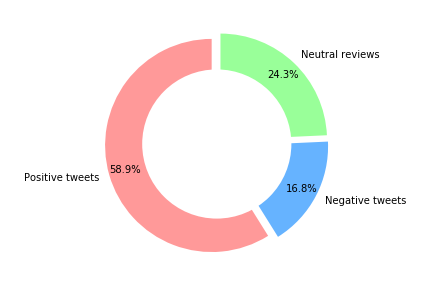 Neutral reviews
24.3%
58.9%
Positive tweets
16.8%
Negative tweets